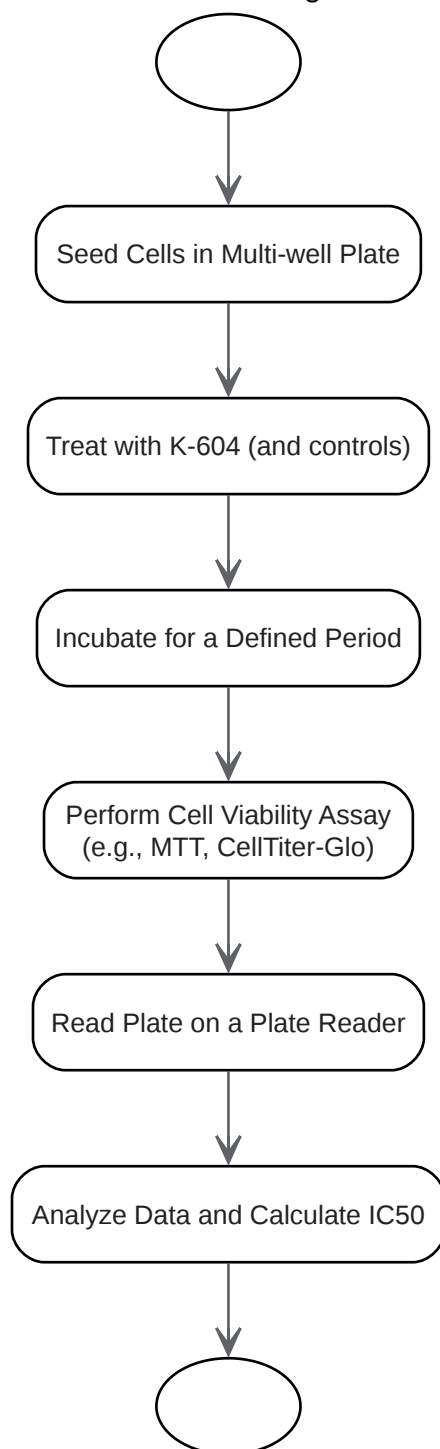 Seed Cells in Multi-well Plate
Treat with K-604 (and controls)
Incubate for a Defined Period
Perform Cell Viability Assay
(e.g., MTT, CellTiter-Glo)
Read Plate on a Plate Reader
Analyze Data and Calculate IC50